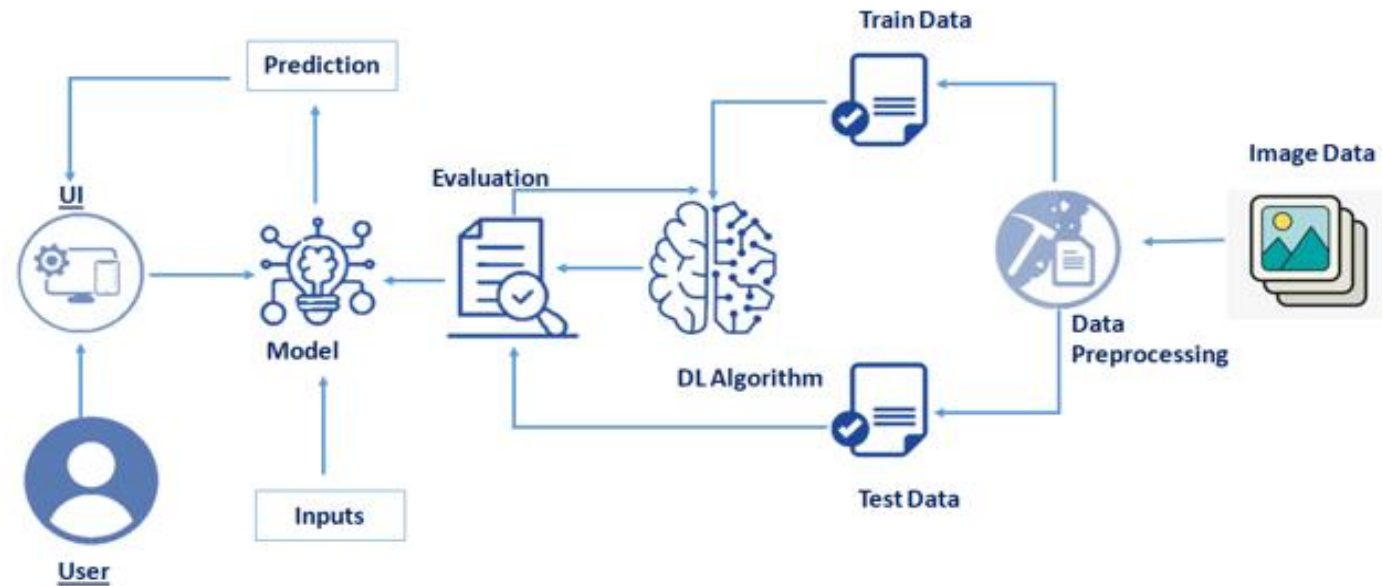 Train Data
Prediction
Image Data
Evaluation
UI
Data
Preprocessing
Model
DL Algorithm
Test Data
Inputs
User